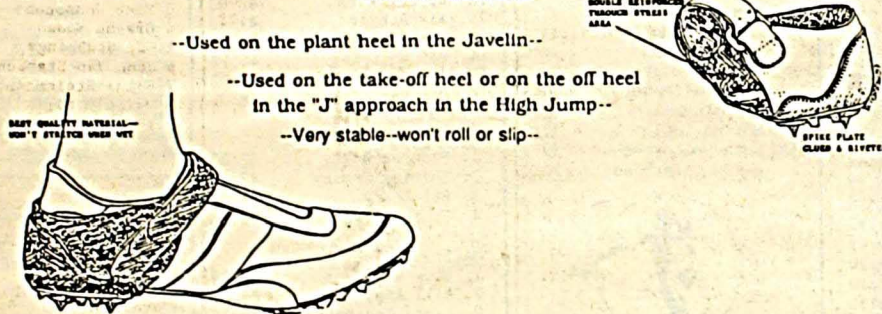 DOUBLE REINFORCED
THROUGH STRESS
AREA
--Used on the plant heel in the Javelin--
--Used on the take-off heel or on the off heel
in the "J" approach in the High Jump--
--Very stable--won't roll or slip--
BEST QUALITY MATERIAL--
WON'T STRETCH WHEN WET
SPIKE PLATE
GLUED & RIVETE